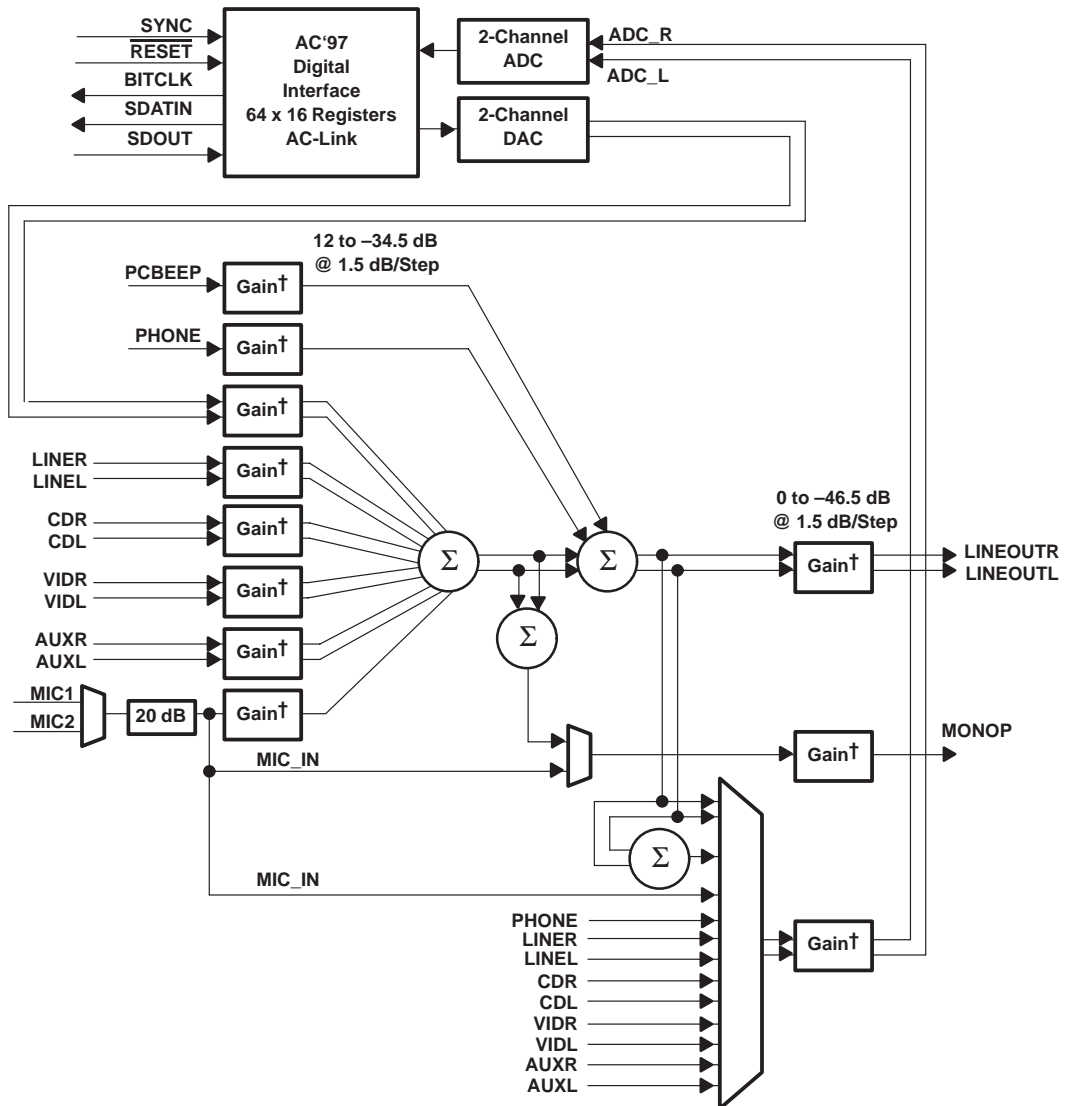 SYNC
RESET
BITCLK
SDATIN
SDOUT
AC‘97
Digital
Interface
64 x 16 Registers
AC-Link
2-Channel
ADC
ADC_R
ADC_L
2-Channel
DAC
12 to –34.5 dB
@ 1.5 dB/Step
PCBEEP
Gain†
PHONE
Gain†
Gain†
LINER
LINEL
Gain†
CDR
CDL
Gain†
VIDR
VIDL
Gain†
AUXR
AUXL
Gain†
MIC1
MIC2
20 dB
Gain†
Σ
Σ
Σ
0 to –46.5 dB
@ 1.5 dB/Step
Gain†
LINEOUTR
LINEOUTL
MIC_IN
Gain†
MONOP
Σ
MIC_IN
PHONE
LINER
LINEL
CDR
CDL
VIDR
VIDL
AUXR
AUXL
Gain†